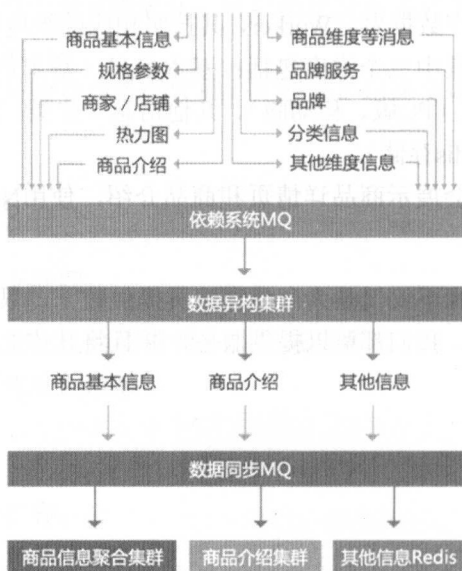 商品基本信息
商品维度等消息
规格参数
品牌服务
商家/店铺
品牌
热力图
分类信息
商品介绍
其他维度信息
依赖系统MQ
数据异构集群
商品基本信息
商品介绍
其他信息
数据同步MQ
商品信息聚合集群
商品介绍集群
其他信息Redis